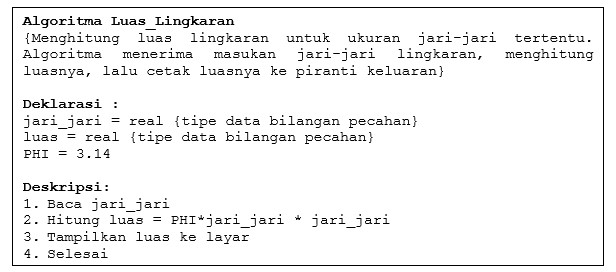 Algoritma Luas_Lingkaran
{Menghitung luas lingkaran untuk ukuran jari-jari tertentu.
Algoritma menerima masukan jari-jari lingkaran, menghitung
luasnya, lalu cetak luasnya ke piranti keluaran}
Deklarasi :
jari_jari = real {tipe data bilangan pecahan}
luas = real {tipe data bilangan pecahan}
PHI = 3.14
Deskripsi:
1. Baca jari_jari
2. Hitung luas = PHI*jari_jari * jari_jari
3. Tampilkan luas ke layar
4. Selesai